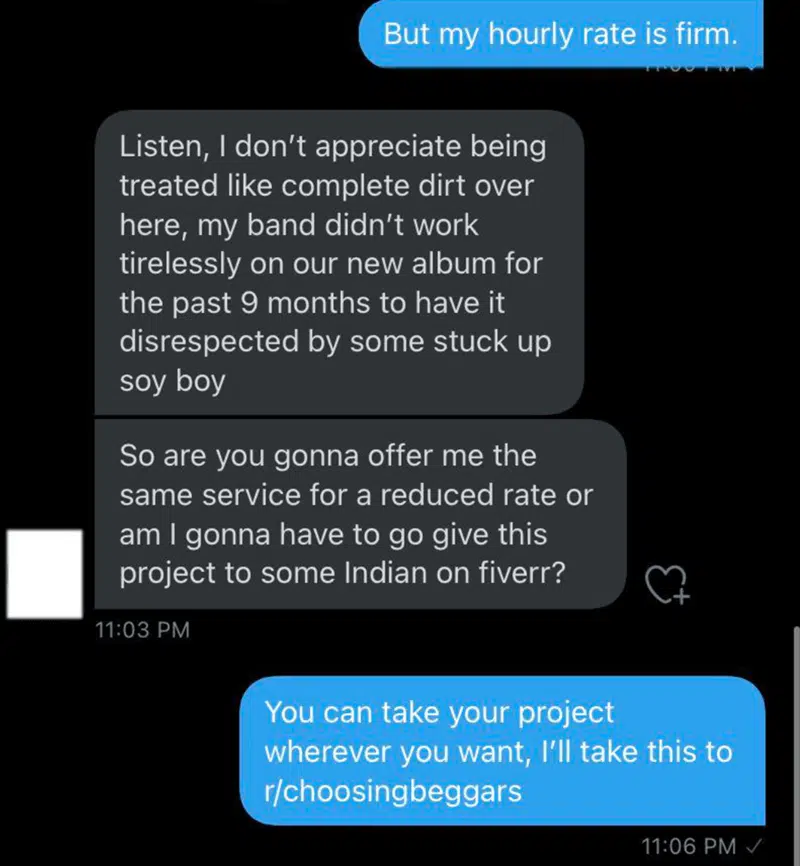 But my hourly rate is firm.
Listen, I don’t appreciate being
treated like complete dirt over
here, my band didn’t work
tirelessly on our new album for
the past 9 months to have it
disrespected by some stuck up
soy boy
So are you gonna offer me the
same service for a reduced rate or
am I gonna have to go give this
project to some Indian on fiverr?
11:03 PM
You can take your project
wherever you want, I’ll take this to
r/choosingbeggars
11:06 PM ✓